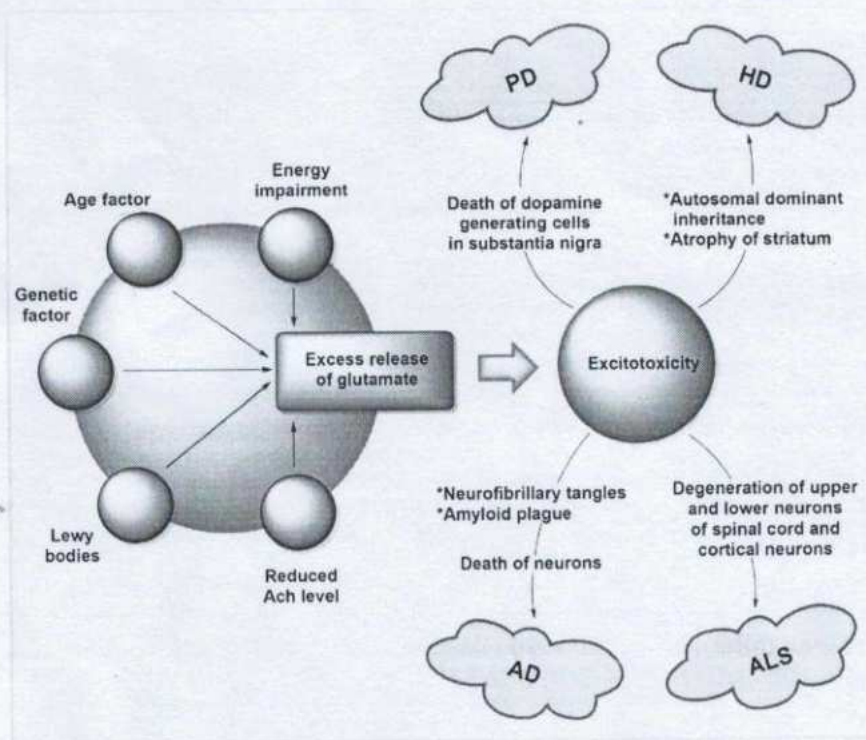 PD
HD
Energy
impairment
Age factor
Death of dopamine
generating cells
in substantia nigra
*Autosomal dominant
inheritance
*Atrophy of striatum
Genetic
factor
Excess release
of glutamate
Excitotoxicity
*Neurofibrillary tangles
*Amyloid plague
Death of neurons
Degeneration of upper
and lower neurons
of spinal cord and
cortical neurons
Lewy
bodies
Reduced
Ach level
AD
ALS